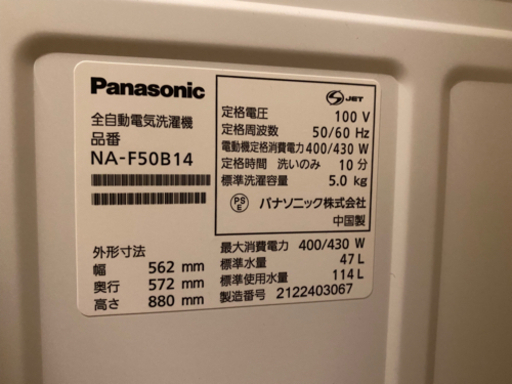 Panasonic
全自動電気洗濯機
品番
NA-F50B14
外形寸法
幅 562 mm
奥行 572 mm
高さ 880 mm
S JET
定格電圧 100 V
定格周波数 50/60 Hz
電動機定格消費電力 400/430 W
定格時間 洗いのみ 10 分
標準洗濯容量 5.0 kg
PSE パナソニック株式会社
中国製
最大消費電力 400/430 W
標準水量 47 L
標準使用水量 114 L
製造番号 2122403067